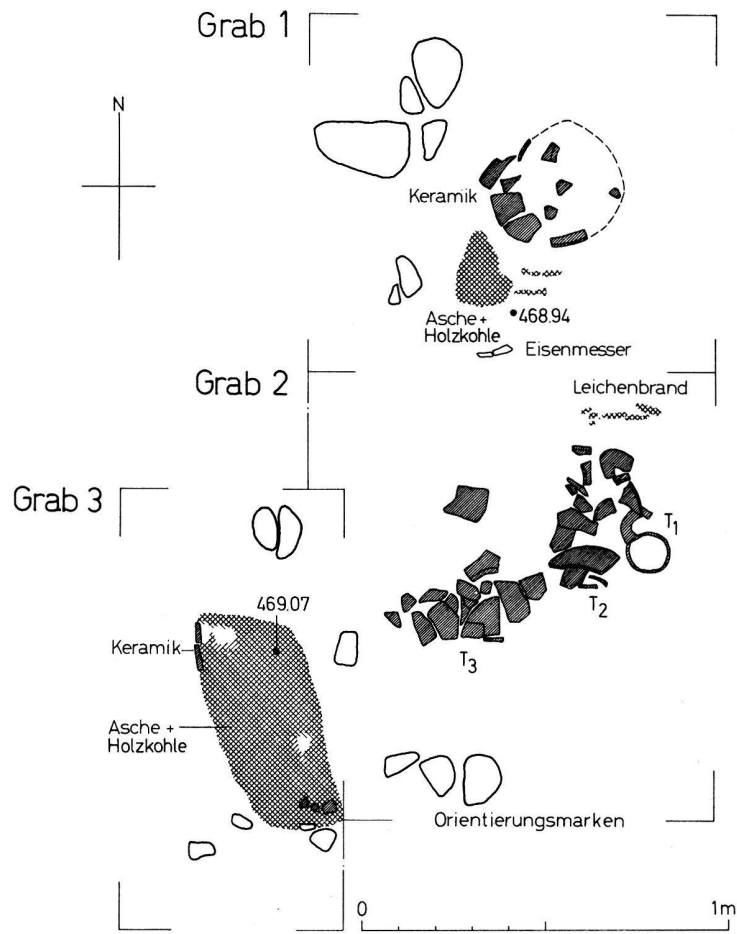 Grab 1
N
Keramik
Asche +
Holzkohle
468.94
Eisenmesser
Grab 2
Leichenbrand
Grab 3
T1
469.07
T2
Keramik
T3
Asche +
Holzkohle
Orientierungsmarken
0
1m